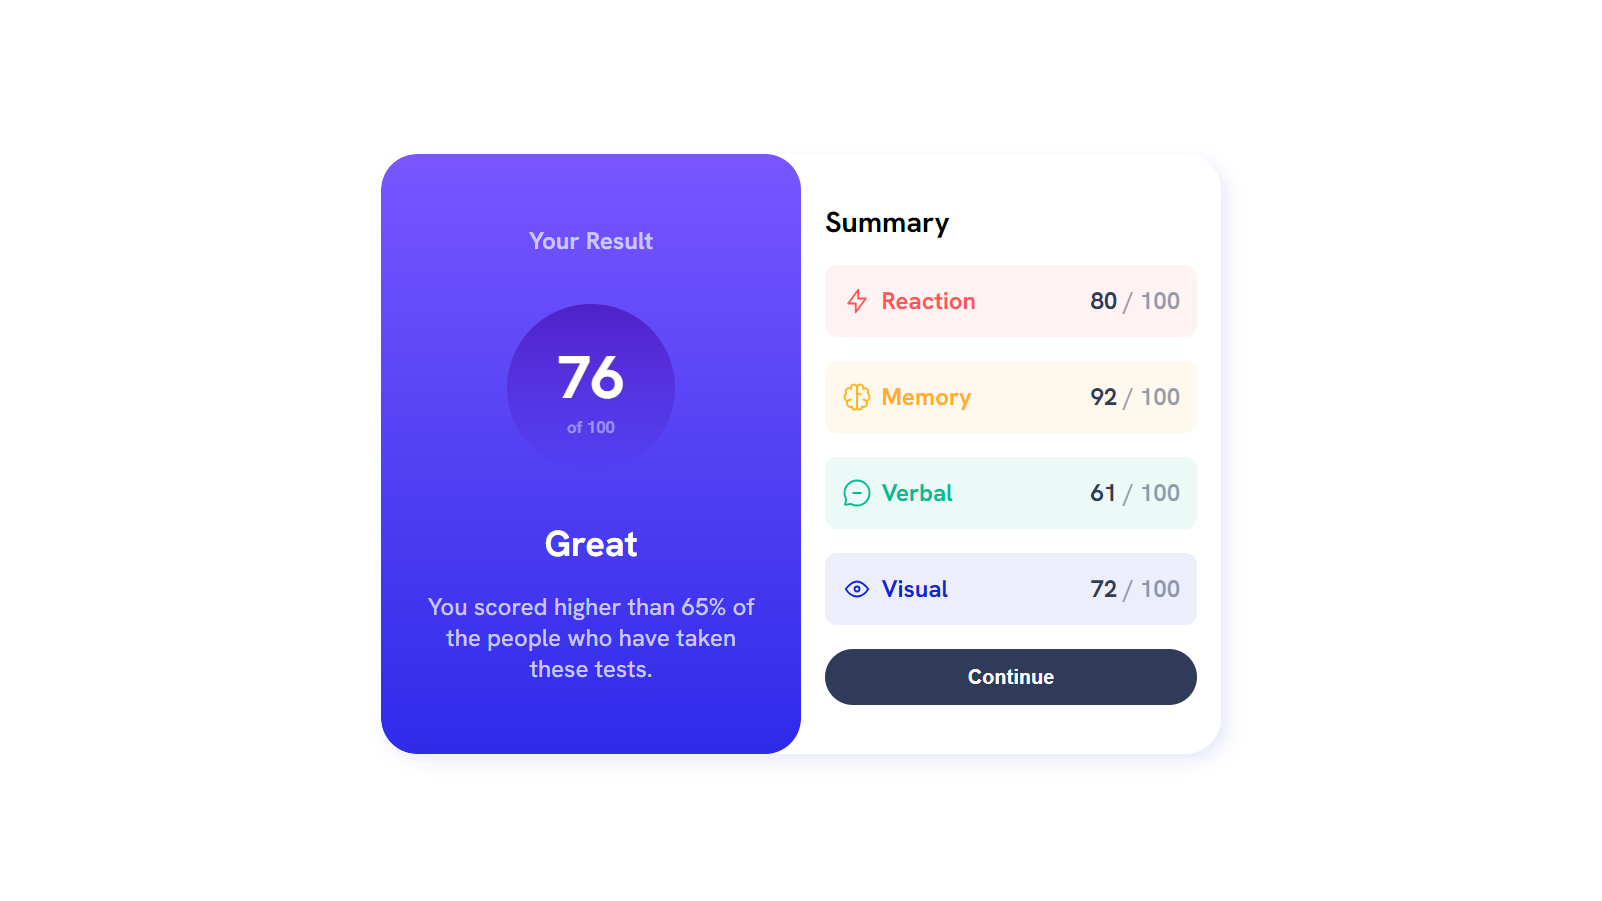 Your Result
76
of 100
Great
You scored higher than 65% of
the people who have taken
these tests.
Summary
Reaction 80 / 100
Memory 92 / 100
Verbal 61 / 100
Visual 72 / 100
Continue